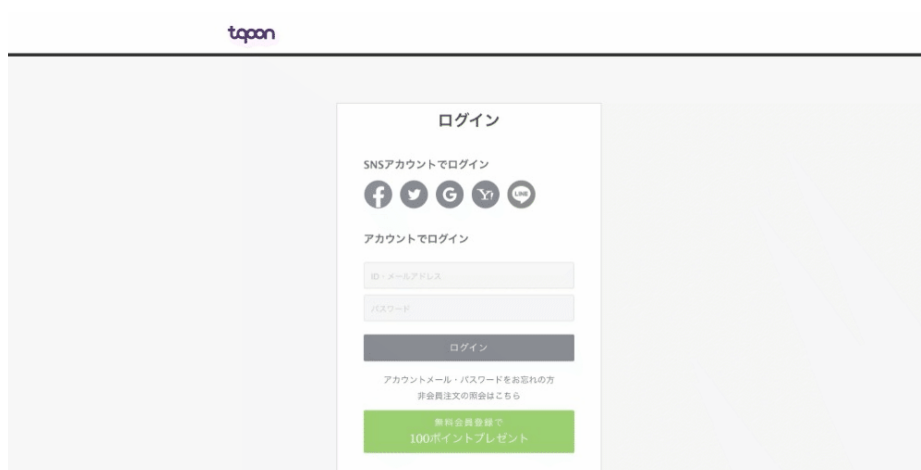 tqoon
ログイン
SNSアカウントでログイン
LINE
アカウントでログイン
ID・メールアドレス
パスワード
ログイン
アカウントメール・パスワードをお忘れの方
非会員注文の照会はこちら
無料会員登録で
100ポイントプレゼント